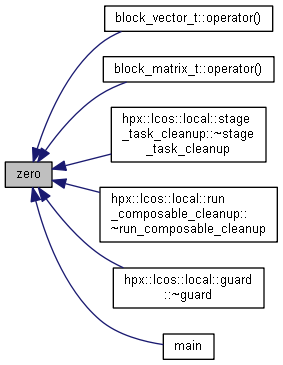 block_vector_t::operator()
block_matrix_t::operator()
hpx::lcos::local::stage
_task_cleanup::~stage
_task_cleanup
zero
hpx::lcos::local::run
_composable_cleanup::
~run_composable_cleanup
hpx::lcos::local::guard
::~guard
main